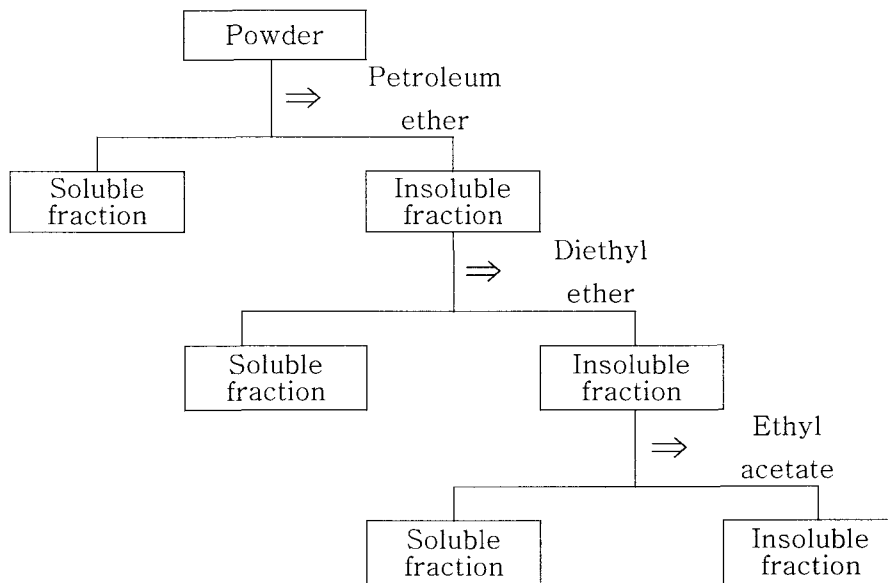 Powder
Petroleum
ether
Soluble
fraction
Insoluble
fraction
Diethyl
ether
Soluble
fraction
Insoluble
fraction
Ethyl
acetate
Soluble
fraction
Insoluble
fraction